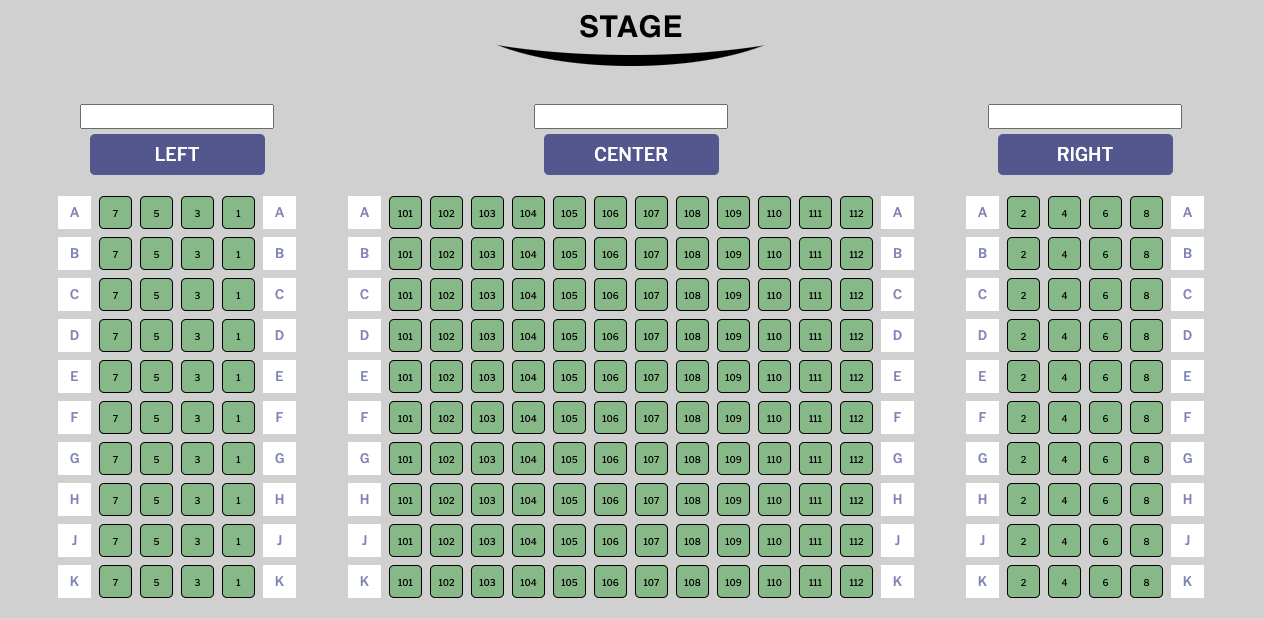 STAGE
LEFT CENTER RIGHT
A 7 5 3 1 A A 101 102 103 104 105 106 107 108 109 110 111 112 A A 2 4 6 8 A
B 7 5 3 1 B B 101 102 103 104 105 106 107 108 109 110 111 112 B B 2 4 6 8 B
C 7 5 3 1 C C 101 102 103 104 105 106 107 108 109 110 111 112 C C 2 4 6 8 C
D 7 5 3 1 D D 101 102 103 104 105 106 107 108 109 110 111 112 D D 2 4 6 8 D
E 7 5 3 1 E E 101 102 103 104 105 106 107 108 109 110 111 112 E E 2 4 6 8 E
F 7 5 3 1 F F 101 102 103 104 105 106 107 108 109 110 111 112 F F 2 4 6 8 F
G 7 5 3 1 G G 101 102 103 104 105 106 107 108 109 110 111 112 G G 2 4 6 8 G
H 7 5 3 1 H H 101 102 103 104 105 106 107 108 109 110 111 112 H H 2 4 6 8 H
J 7 5 3 1 J J 101 102 103 104 105 106 107 108 109 110 111 112 J J 2 4 6 8 J
K 7 5 3 1 K K 101 102 103 104 105 106 107 108 109 110 111 112 K K 2 4 6 8 K